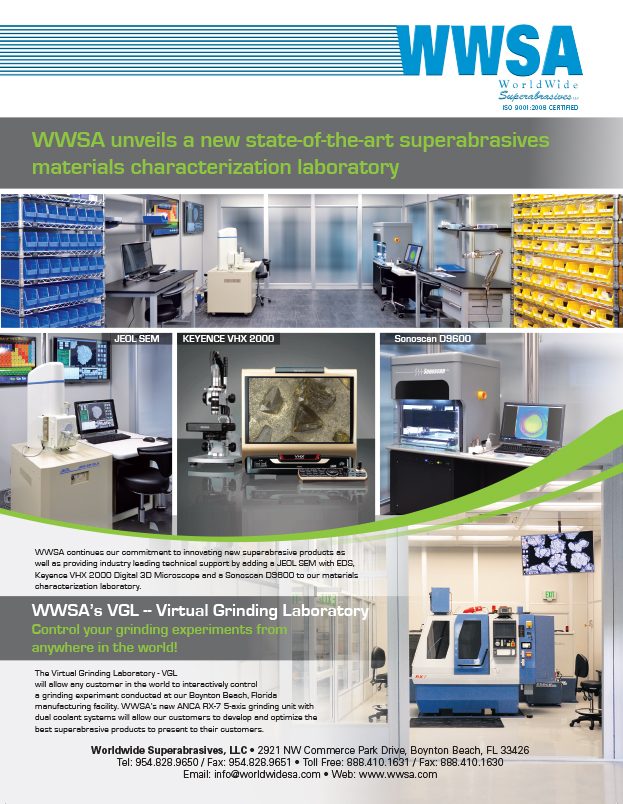 WWSA
WorldWide
Superabrasives
ISO 9001:2008 CERTIFIED
WWSA unveils a new state-of-the-art superabrasives
materials characterization laboratory
JEOL SEM
KEYENCE VHX 2000
Sonoscan D9600
Sonoscan
VHX
EXIT
WWSA continues our commitment to innovating new superabrasive products as
well as providing industry leading technical support by adding a JEOL SEM with EDS,
Keyence VHX 2000 Digital 3D Microscope and a Sonoscan D9600 to our materials
characterization laboratory.
WWSA's VGL -- Virtual Grinding Laboratory
Control your grinding experiments from
anywhere in the world!
The Virtual Grinding Laboratory - VGL
will allow any customer in the world to interactively control
a grinding experiment conducted at our Boynton Beach, Florida
manufacturing facility. WWSA's new ANCA RX-7 5-axis grinding unit with
dual coolant systems will allow our customers to develop and optimize the
best superabrasive products to present to their customers.
Worldwide Superabrasives, LLC • 2921 NW Commerce Park Drive, Boynton Beach, FL 33426
Tel: 954.828.9650 / Fax: 954.828.9651 • Toll Free: 888.410.1631 / Fax: 888.410.1630
Email: info@worldwidesa.com • Web: www.wwsa.com